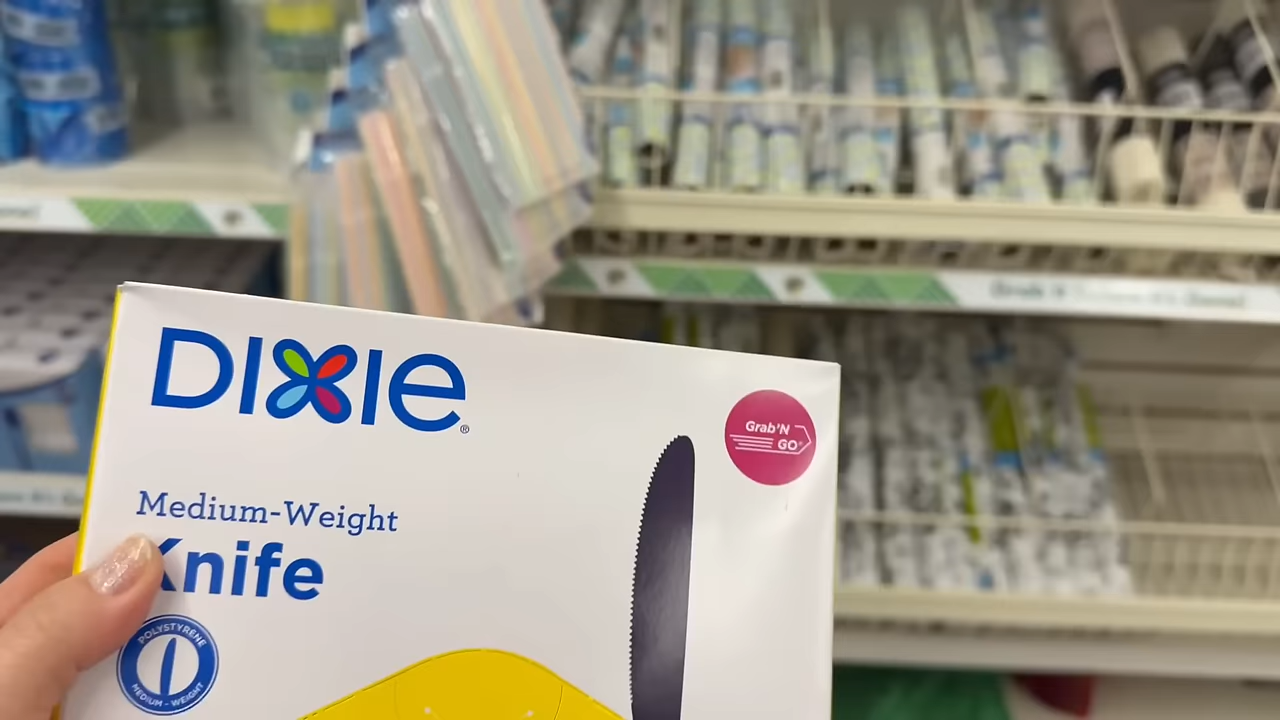 DIXIE®
Grab'N
GO®
Medium-Weight
Knife
POLYSTYRENE
MEDIUM-WEIGHT